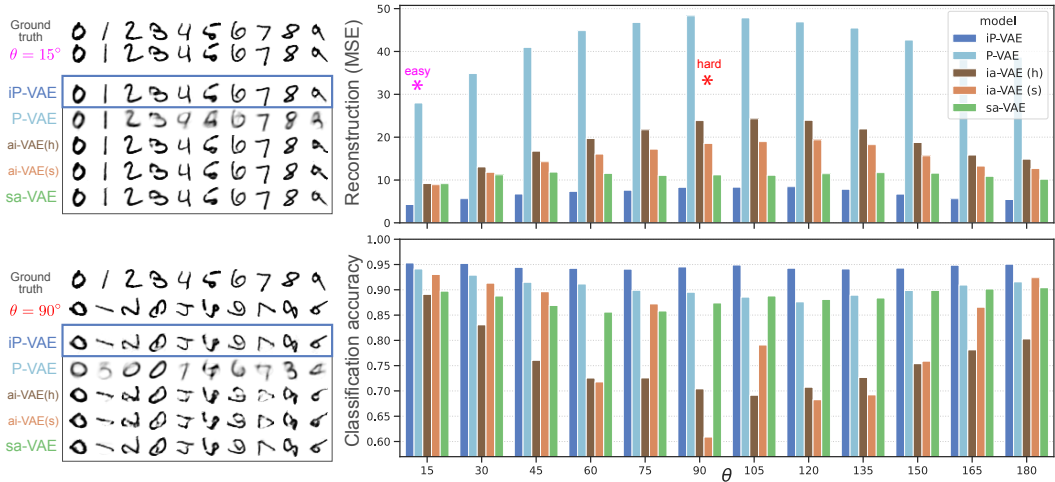 Ground
truth
θ = 15°
iP-VAE
P-VAE
ai-VAE(h)
ai-VAE(s)
sa-VAE
Ground
truth
θ = 90°
iP-VAE
P-VAE
ai-VAE(h)
ai-VAE(s)
sa-VAE
Reconstruction (MSE)
50
40
30
20
10
0
easy
*
hard
*
model
iP-VAE
P-VAE
ia-VAE (h)
ia-VAE (s)
sa-VAE
Classification accuracy
1.00
0.95
0.90
0.85
0.80
0.75
0.70
0.65
0.60
15 30 45 60 75 90 105 120 135 150 165 180
θ